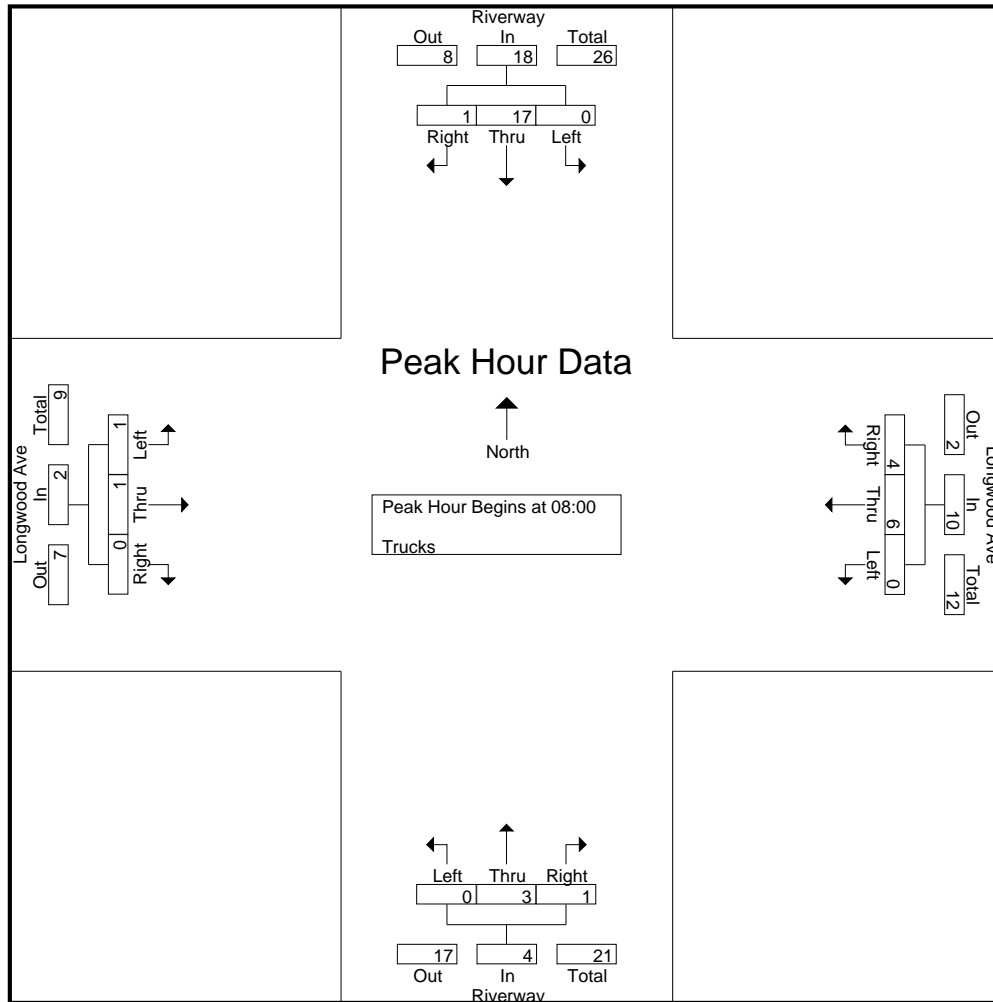 Riverway
Out In Total
8 18 26
1 17 0
Right Thru Left
Peak Hour Data
North
Peak Hour Begins at 08:00
Trucks
Longwood Ave
Out In Total
7 2 9
Right Thru Left
0 1 1
Longwood Ave
Out In Total
2 10 12
Right Thru Left
4 6 0
Left Thru Right
0 3 1
17 4 21
Out In Total
Riverway